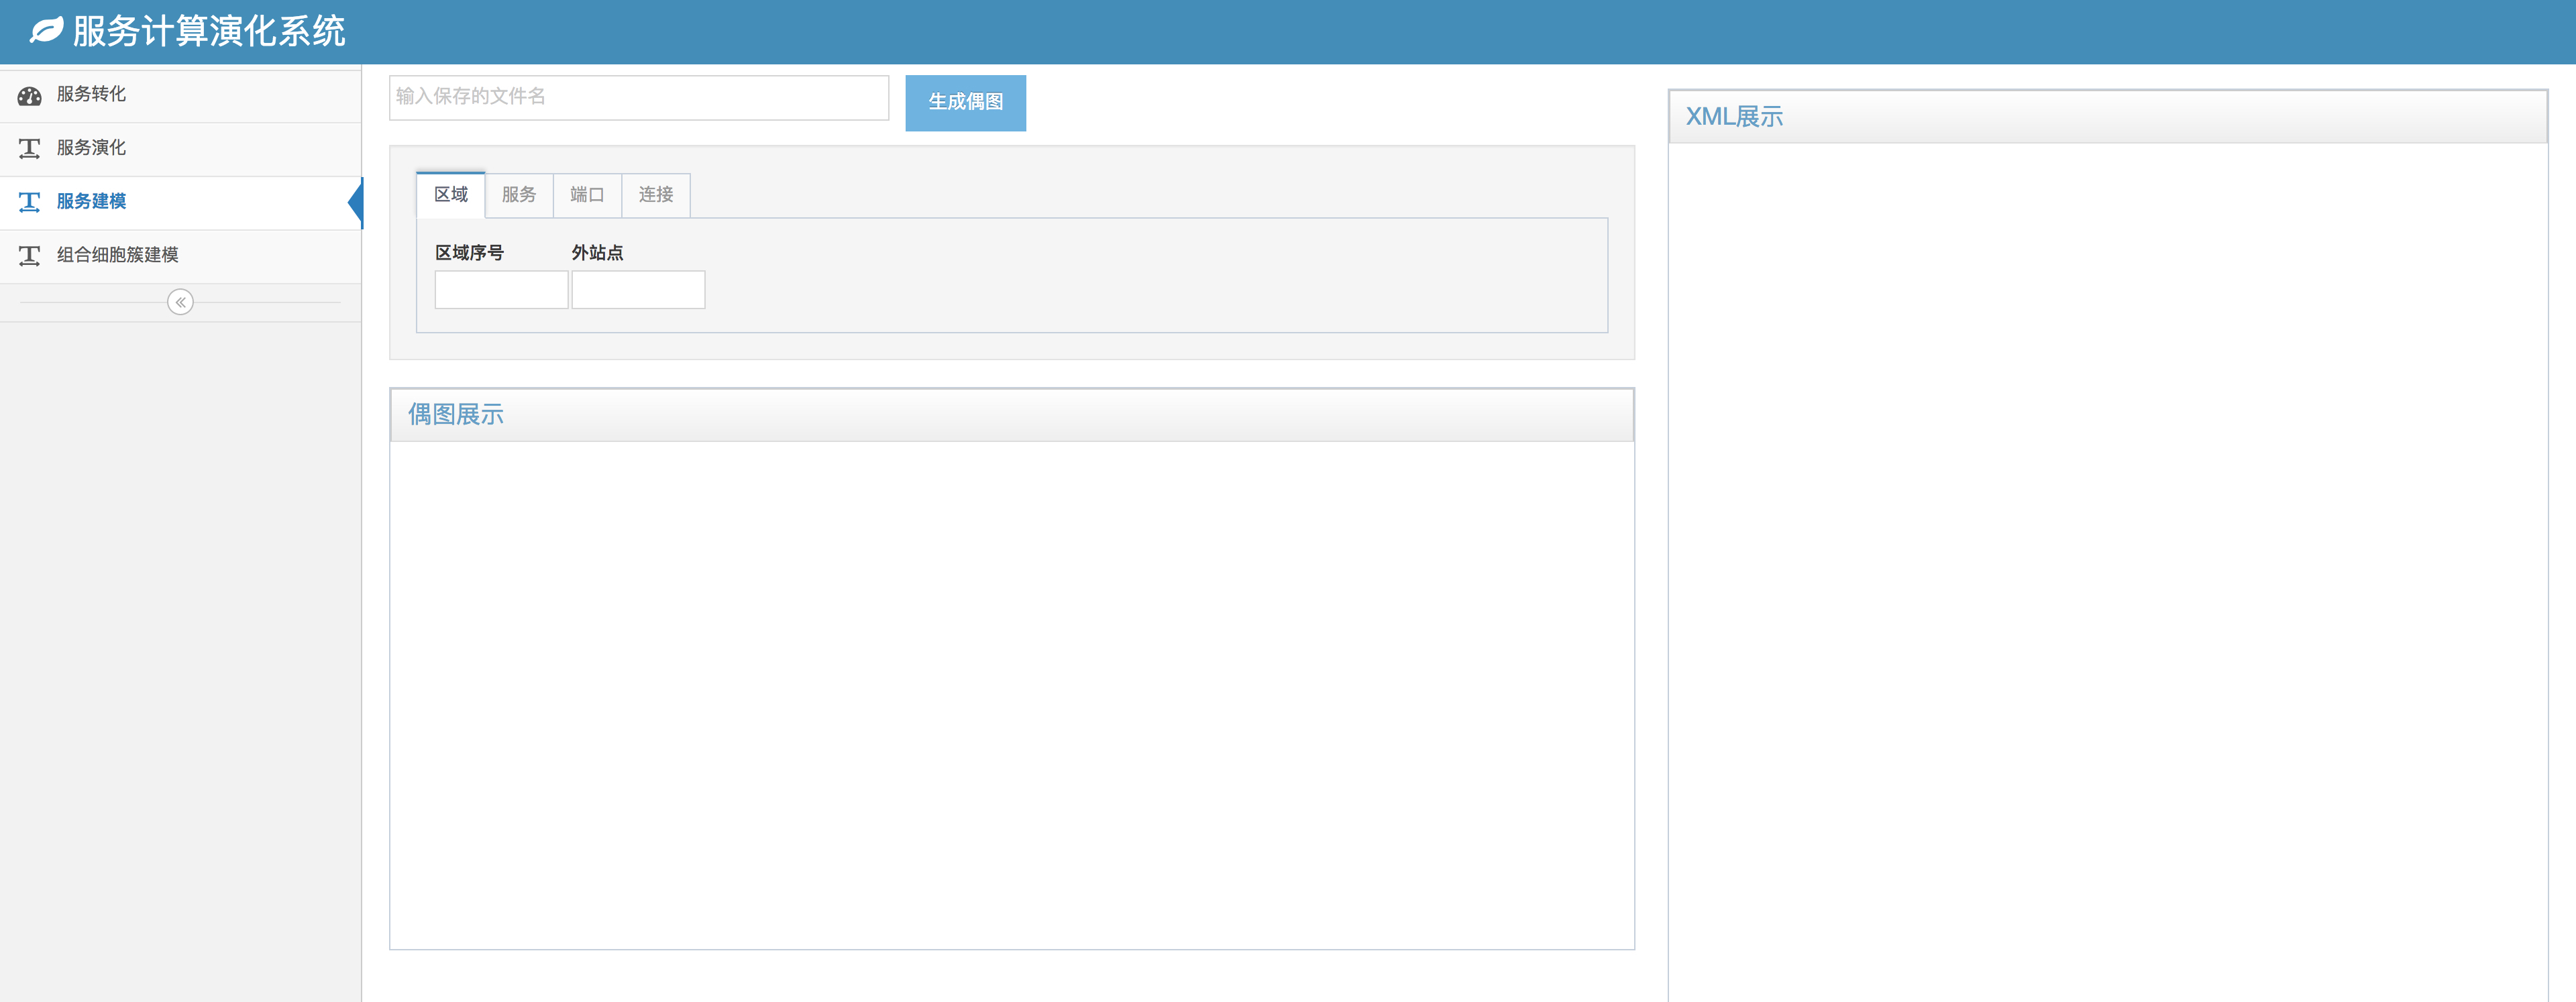 服务计算演化系统
服务转化
服务演化
服务建模
组合细胞簇建模
输入保存的文件名
生成偶图
区域
服务
端口
连接
区域序号
外站点
偶图展示
XML展示